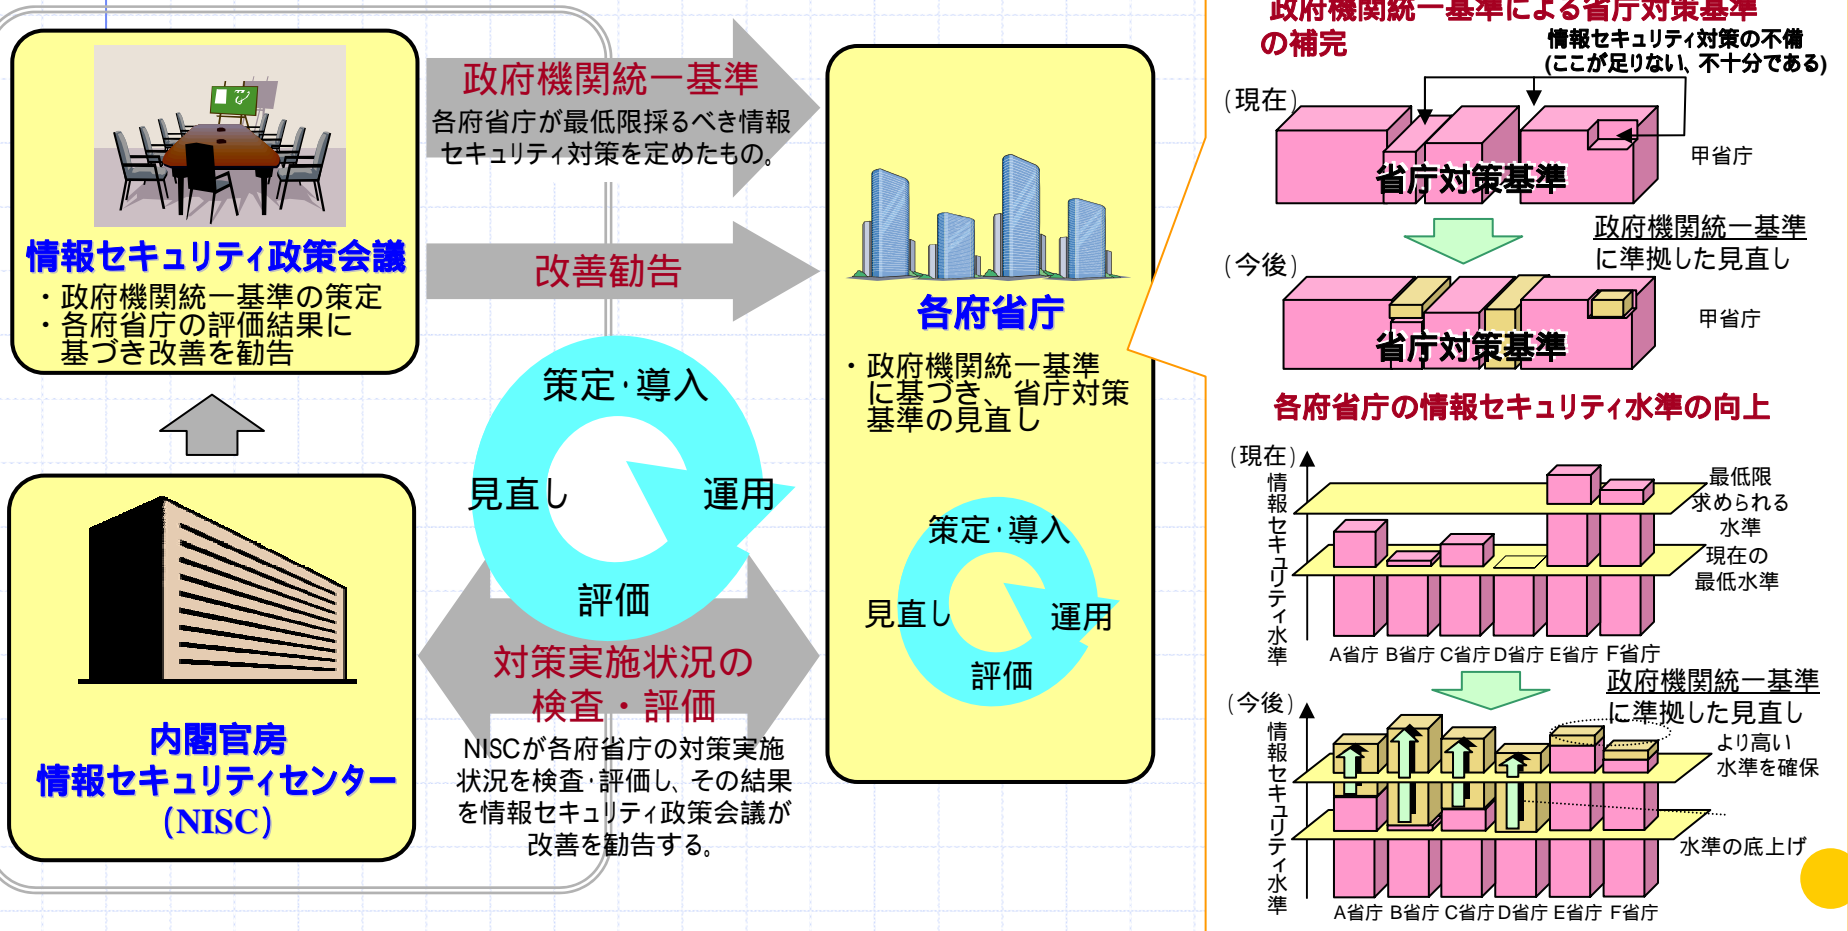 情報セキュリティ政策会議
・政府機関統一基準の策定
・各府省庁の評価結果に
基づき改善を勧告
内閣官房
情報セキュリティセンター
(NISC)
政府機関統一基準
各府省庁が最低限採るべき情報
セキュリティ対策を定めたもの。
改善勧告
策定・導入
見直し
運用
評価
対策実施状況の
検査・評価
NISCが各府省庁の対策実施
状況を検査・評価し、その結果
を情報セキュリティ政策会議が
改善を勧告する。
各府省庁
・政府機関統一基準
に基づき、省庁対策
基準の見直し
策定・導入
見直し
運用
評価
政府機関統一基準による省庁対策基準
の補完
情報セキュリティ対策の不備
(ここが足りない、不十分である)
(現在)
省庁対策基準
甲省庁
政府機関統一基準
に準拠した見直し
(今後)
省庁対策基準
甲省庁
各府省庁の情報セキュリティ水準の向上
(現在)
情報セキュリティ水準
最低限
求められる
水準
現在の
最低水準
A省庁 B省庁 C省庁 D省庁 E省庁 F省庁
政府機関統一基準
に準拠した見直し
(今後)
情報セキュリティ水準
より高い
水準を確保
水準の底上げ
A省庁 B省庁 C省庁 D省庁 E省庁 F省庁